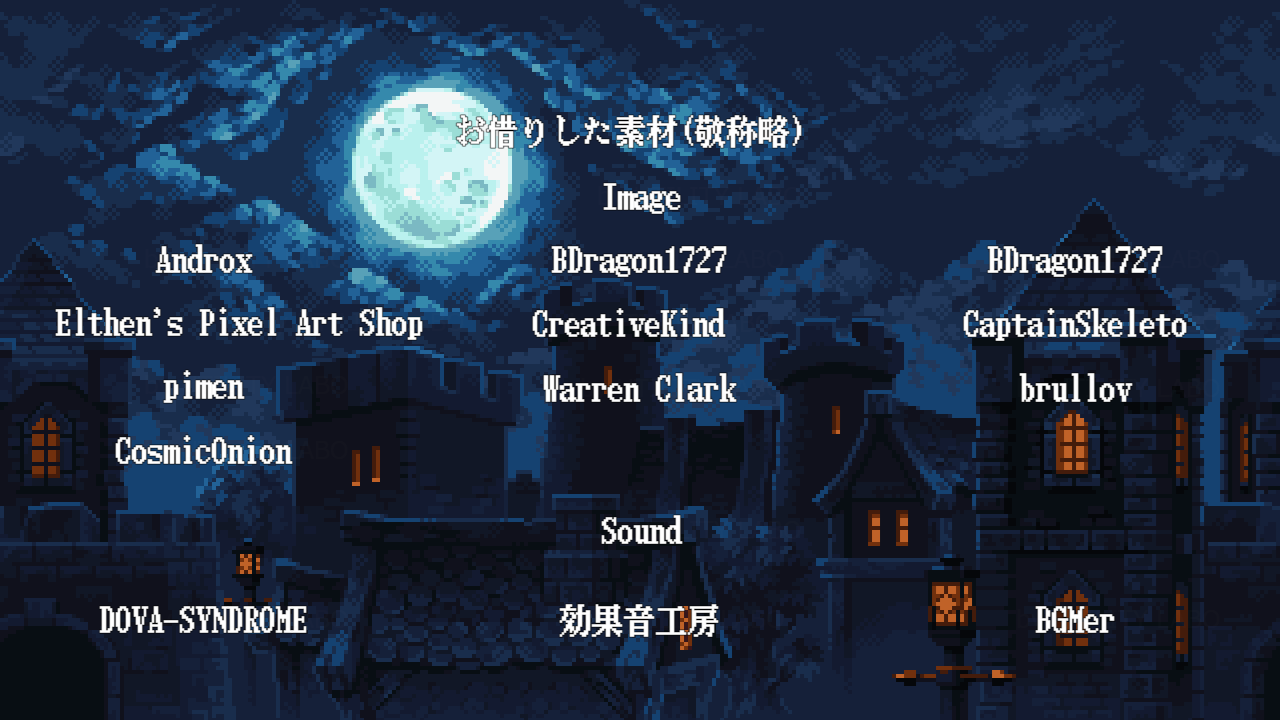 お借りした素材(敬称略)
Image
Androx BDragon1727 BDragon1727
Elthen's Pixel Art Shop CreativeKind CaptainSkeleto
pimen Warren Clark brullov
CosmicOnion
Sound
DOVA-SYNDROME 効果音工房 BGMer